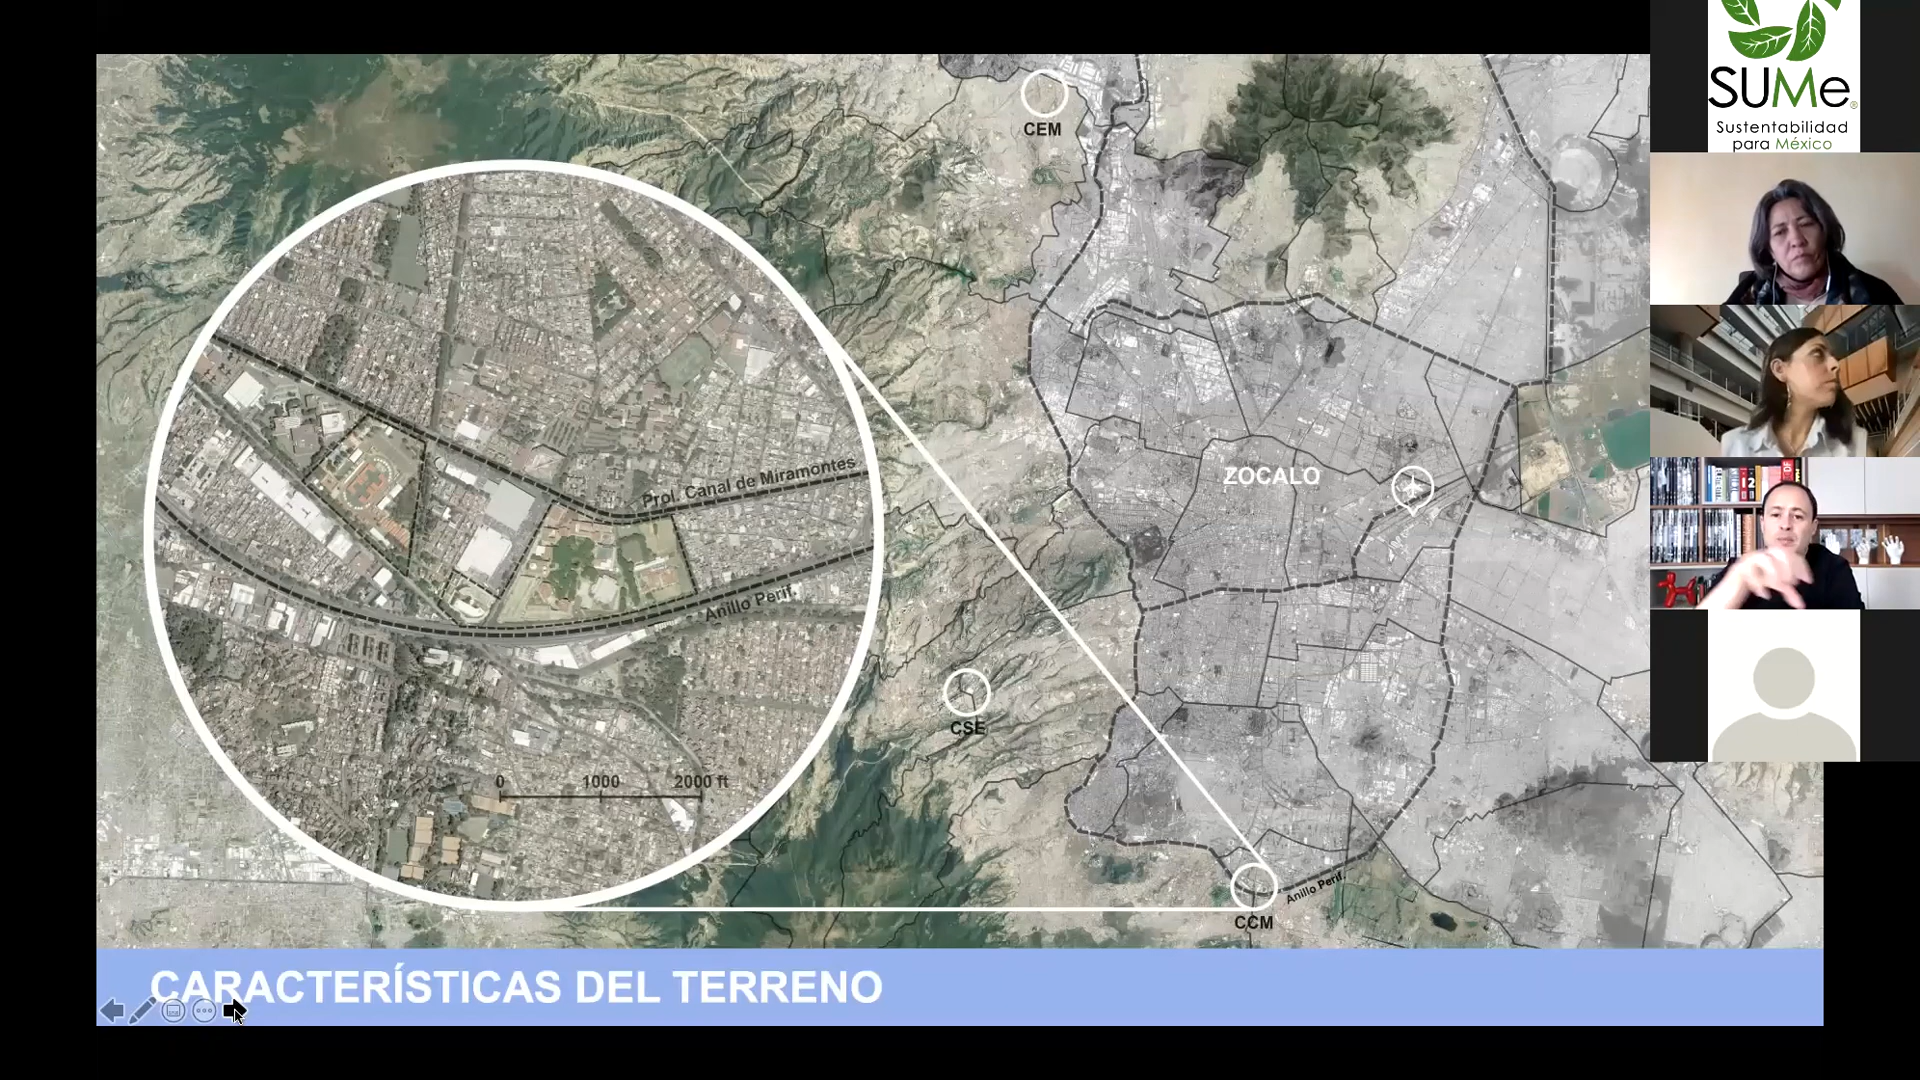 SUMe
Sustentabilidad
para México
CEM
ZOCALO
Prol. Canal de Miramontes
Anillo Perif.
CSE
0 1000 2000 ft
Anillo Perif.
CCM
CARACTERÍSTICAS DEL TERRENO